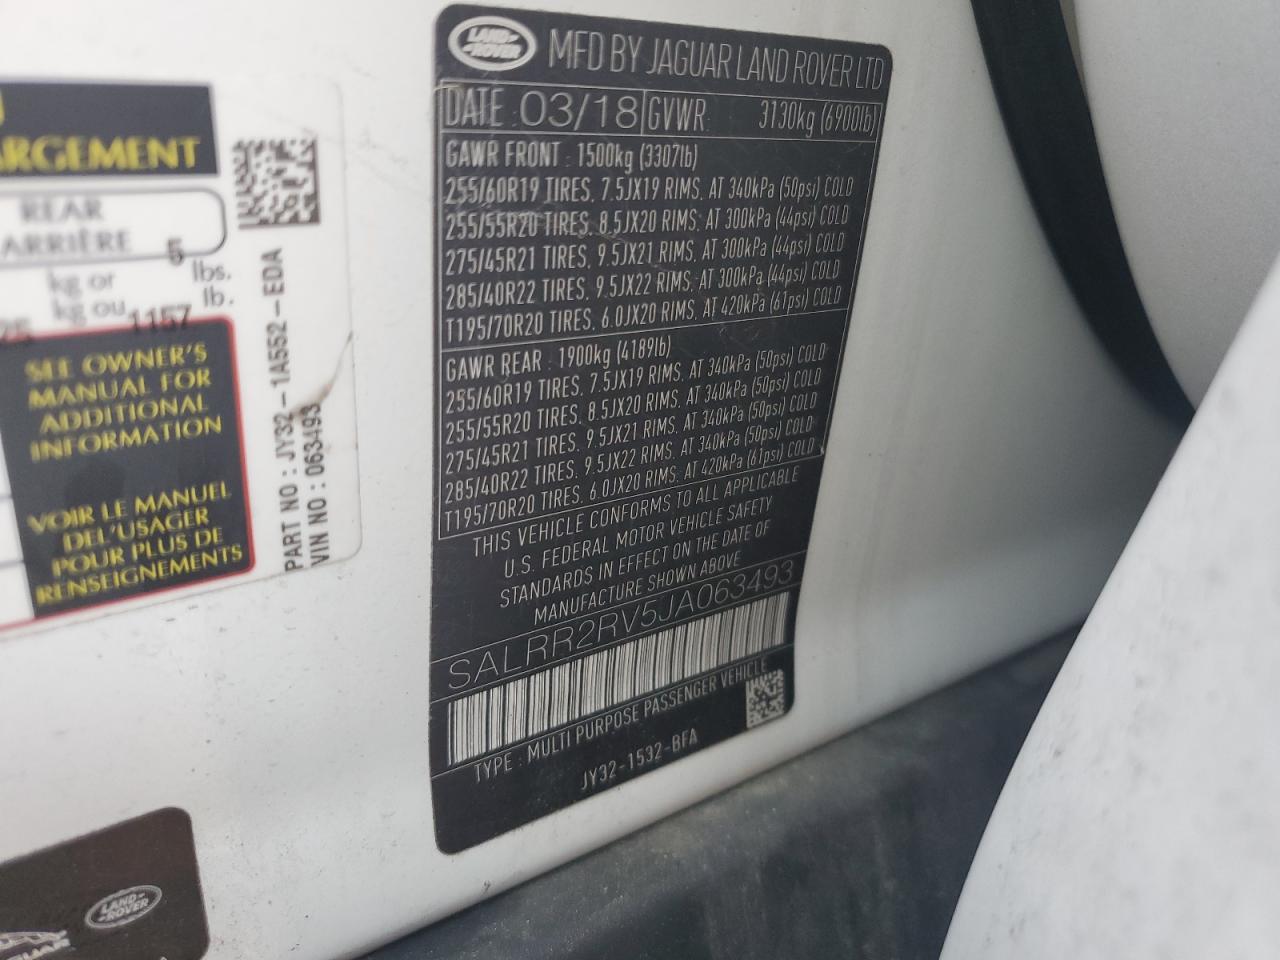 ARGEMENT
REAR
ARRIÈRE
5
kg or lbs.
kg ou 1157 lb.
SEE OWNER'S
MANUAL FOR
ADDITIONAL
INFORMATION
VOIR LE MANUEL
DEL'USAGER
POUR PLUS DE
RENSEIGNEMENTS
PART NO : JY32-1A552-EDA
VIN NO : 063493
LAND-
-ROVER
MFD BY JAGUAR LAND ROVER LTD
DATE : 03/18 GVWR: 3130kg (6900lb)
GAWR FRONT : 1500kg (3307lb)
255/60R19 TIRES, 7.5JX19 RIMS, AT 340kPa (50psi) COLD
255/55R20 TIRES, 8.5JX20 RIMS, AT 300kPa (44psi) COLD
275/45R21 TIRES, 9.5JX21 RIMS, AT 300kPa (44psi) COLD
285/40R22 TIRES, 9.5JX22 RIMS, AT 300kPa (44psi) COLD
T195/70R20 TIRES, 6.0JX20 RIMS, AT 420kPa (61psi) COLD
GAWR REAR : 1900kg (4189lb)
255/60R19 TIRES, 7.5JX19 RIMS, AT 340kPa (50psi) COLD
255/55R20 TIRES, 8.5JX20 RIMS, AT 340kPa (50psi) COLD
275/45R21 TIRES, 9.5JX21 RIMS, AT 340kPa (50psi) COLD
285/40R22 TIRES, 9.5JX22 RIMS, AT 340kPa (50psi) COLD
T195/70R20 TIRES, 6.0JX20 RIMS, AT 420kPa (61psi) COLD
THIS VEHICLE CONFORMS TO ALL APPLICABLE
U.S. FEDERAL MOTOR VEHICLE SAFETY
STANDARDS IN EFFECT ON THE DATE OF
MANUFACTURE SHOWN ABOVE
SALRR2RV5JA063493
TYPE : MULTI PURPOSE PASSENGER VEHICLE
JY32-1532-BFA
LAND-
-ROVER